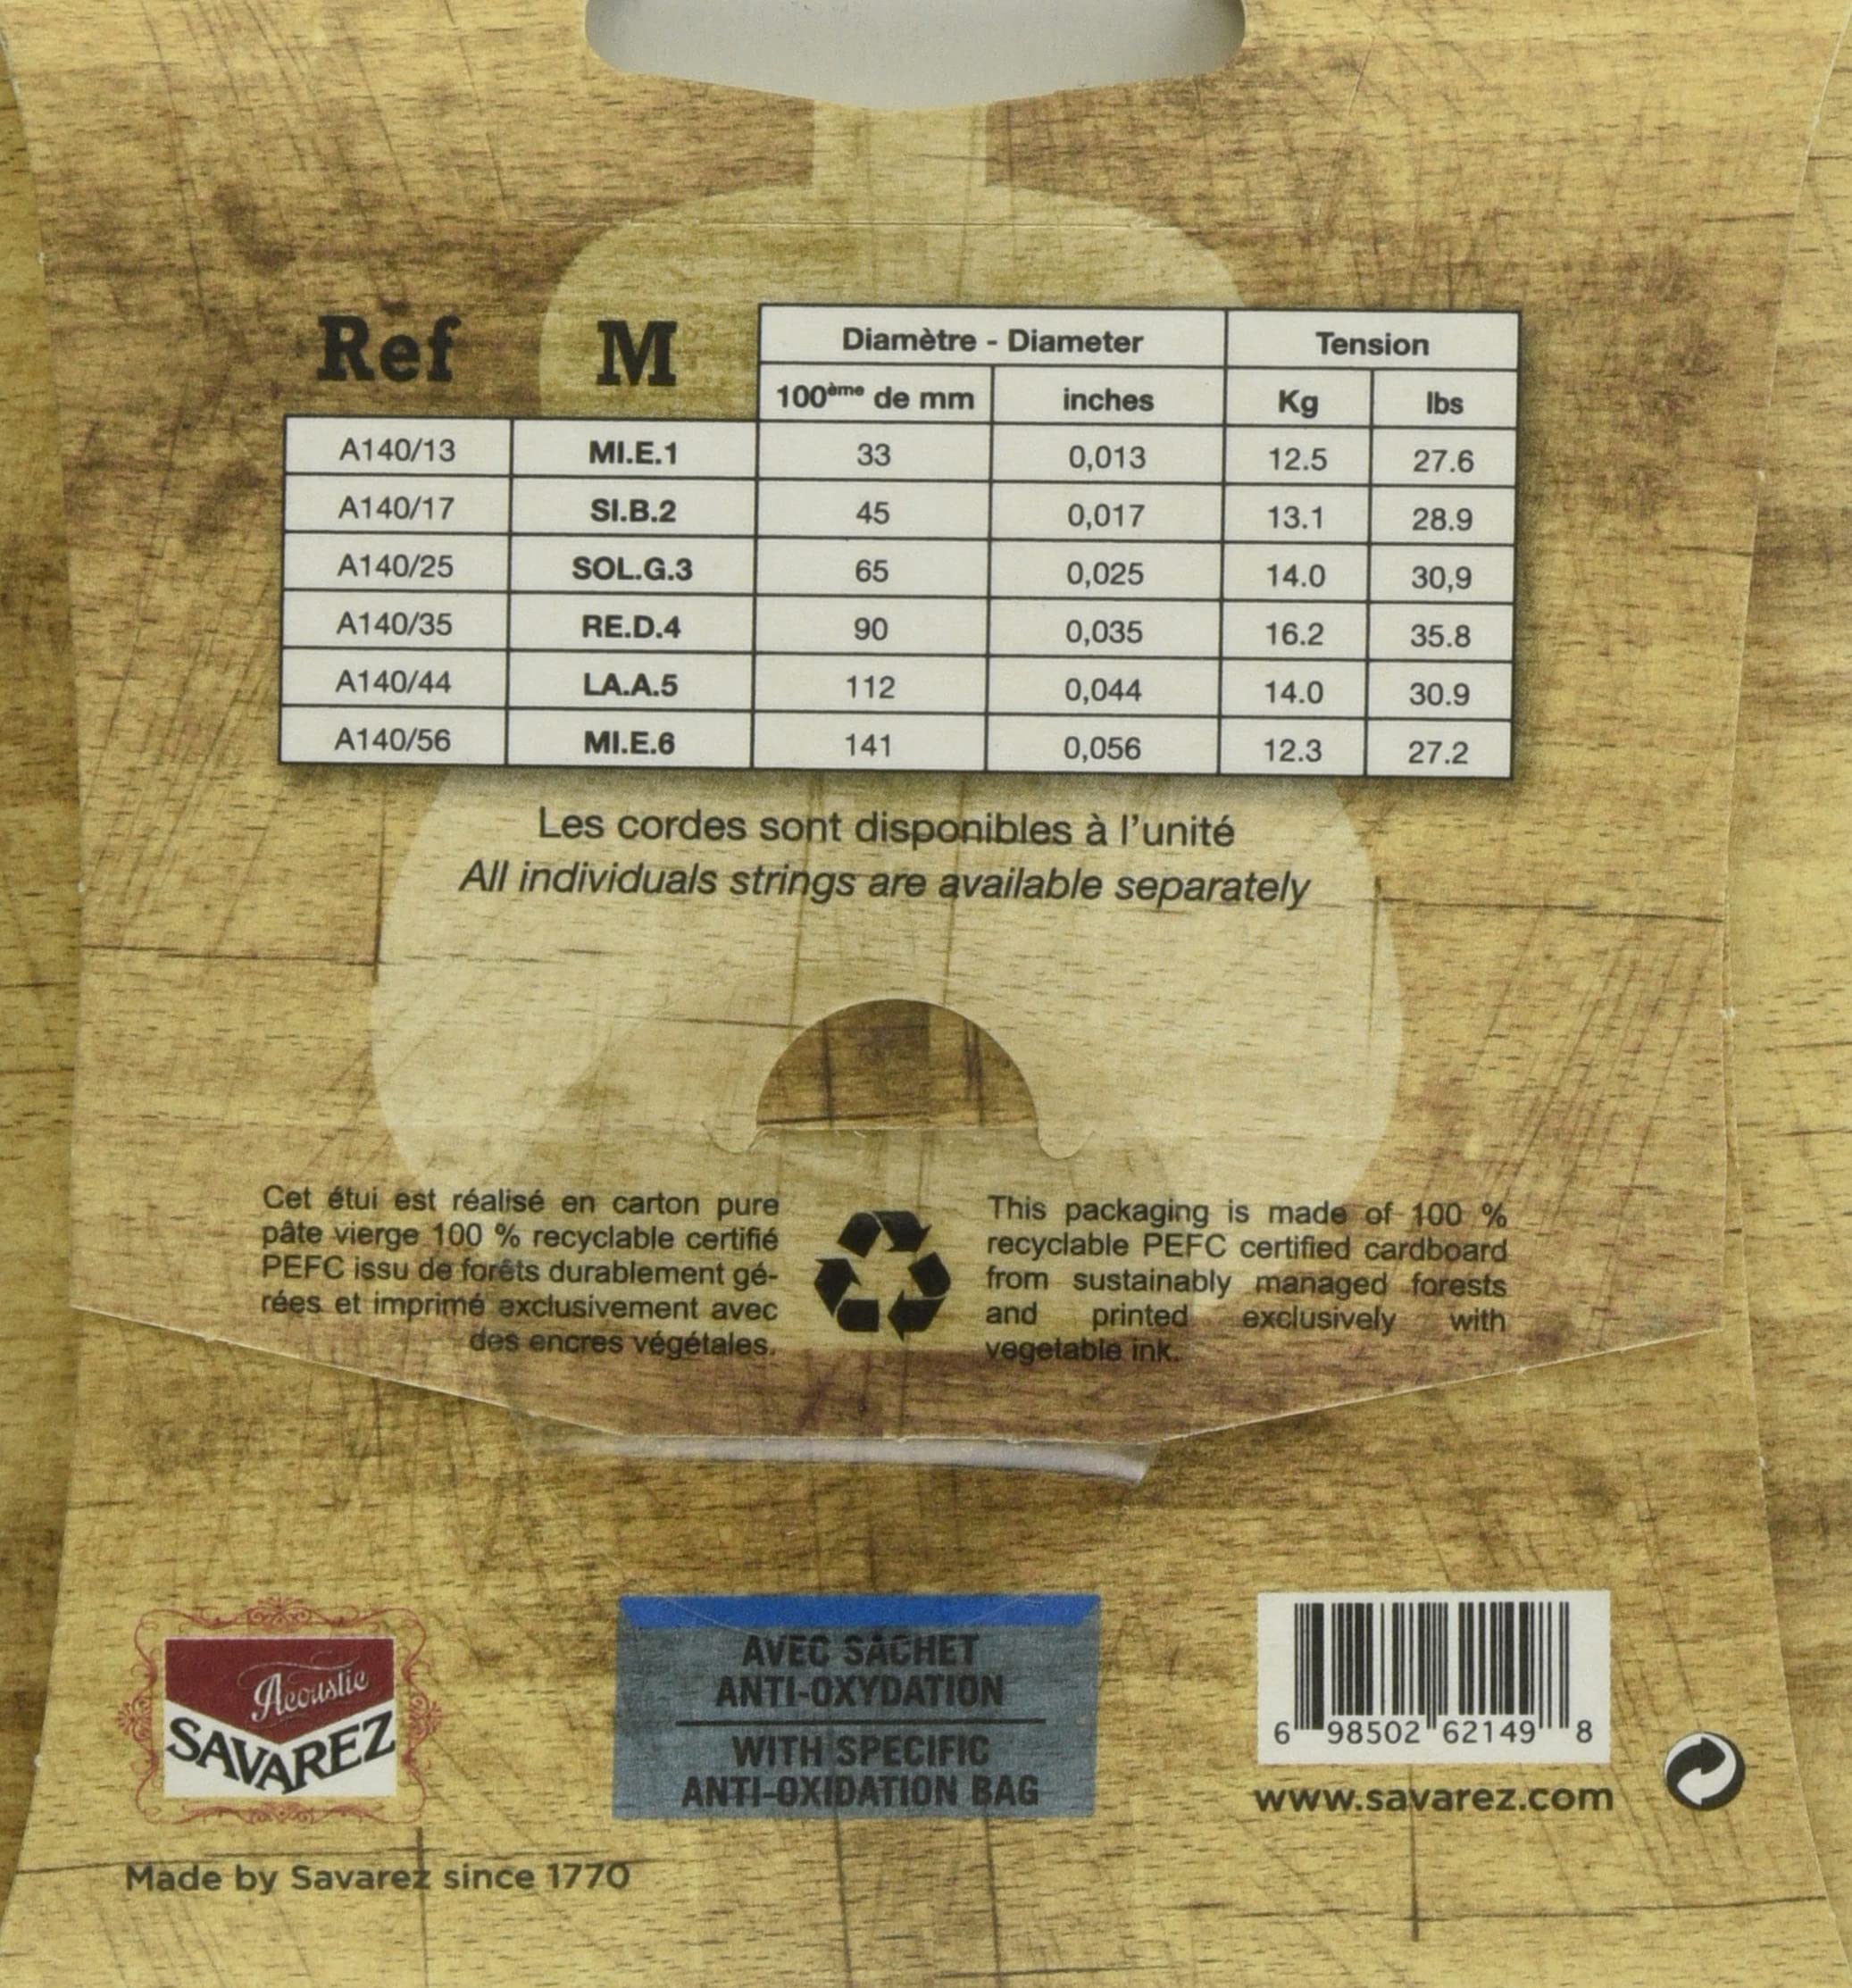 Ref M
Diamètre - Diameter Tension
100ème de mm inches Kg lbs
A140/13 MI.E.1 33 0,013 12.5 27.6
A140/17 SI.B.2 45 0,017 13.1 28.9
A140/25 SOL.G.3 65 0,025 14.0 30,9
A140/35 RE.D.4 90 0,035 16.2 35.8
A140/44 LA.A.5 112 0,044 14.0 30.9
A140/56 MI.E.6 141 0,056 12.3 27.2
Les cordes sont disponibles à l'unité
All individuals strings are available separately
Cet étui est réalisé en carton pure
pâte vierge 100 % recyclable certifié
PEFC issu de forêts durablement gé-
rées et imprimé exclusivement avec
des encres végétales.
This packaging is made of 100 %
recyclable PEFC certified cardboard
from sustainably managed forests
and printed exclusively with
vegetable ink.
Acoustic
SAVAREZ
Made by Savarez since 1770
AVEC SACHET
ANTI-OXYDATION
WITH SPECIFIC
ANTI-OXIDATION BAG
6 98502 62149 8
www.savarez.com